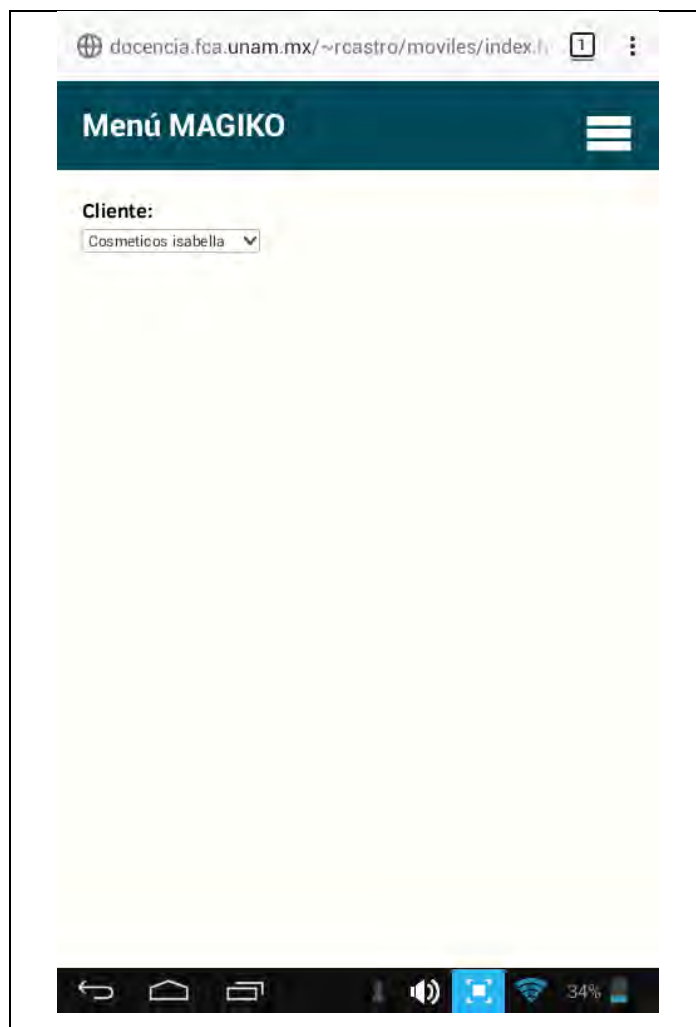 docencia.fca.unam.mx/~rcastro/moviles/index.h
1
Menú MAGIKO
Cliente:
Cosmeticos isabella
34%